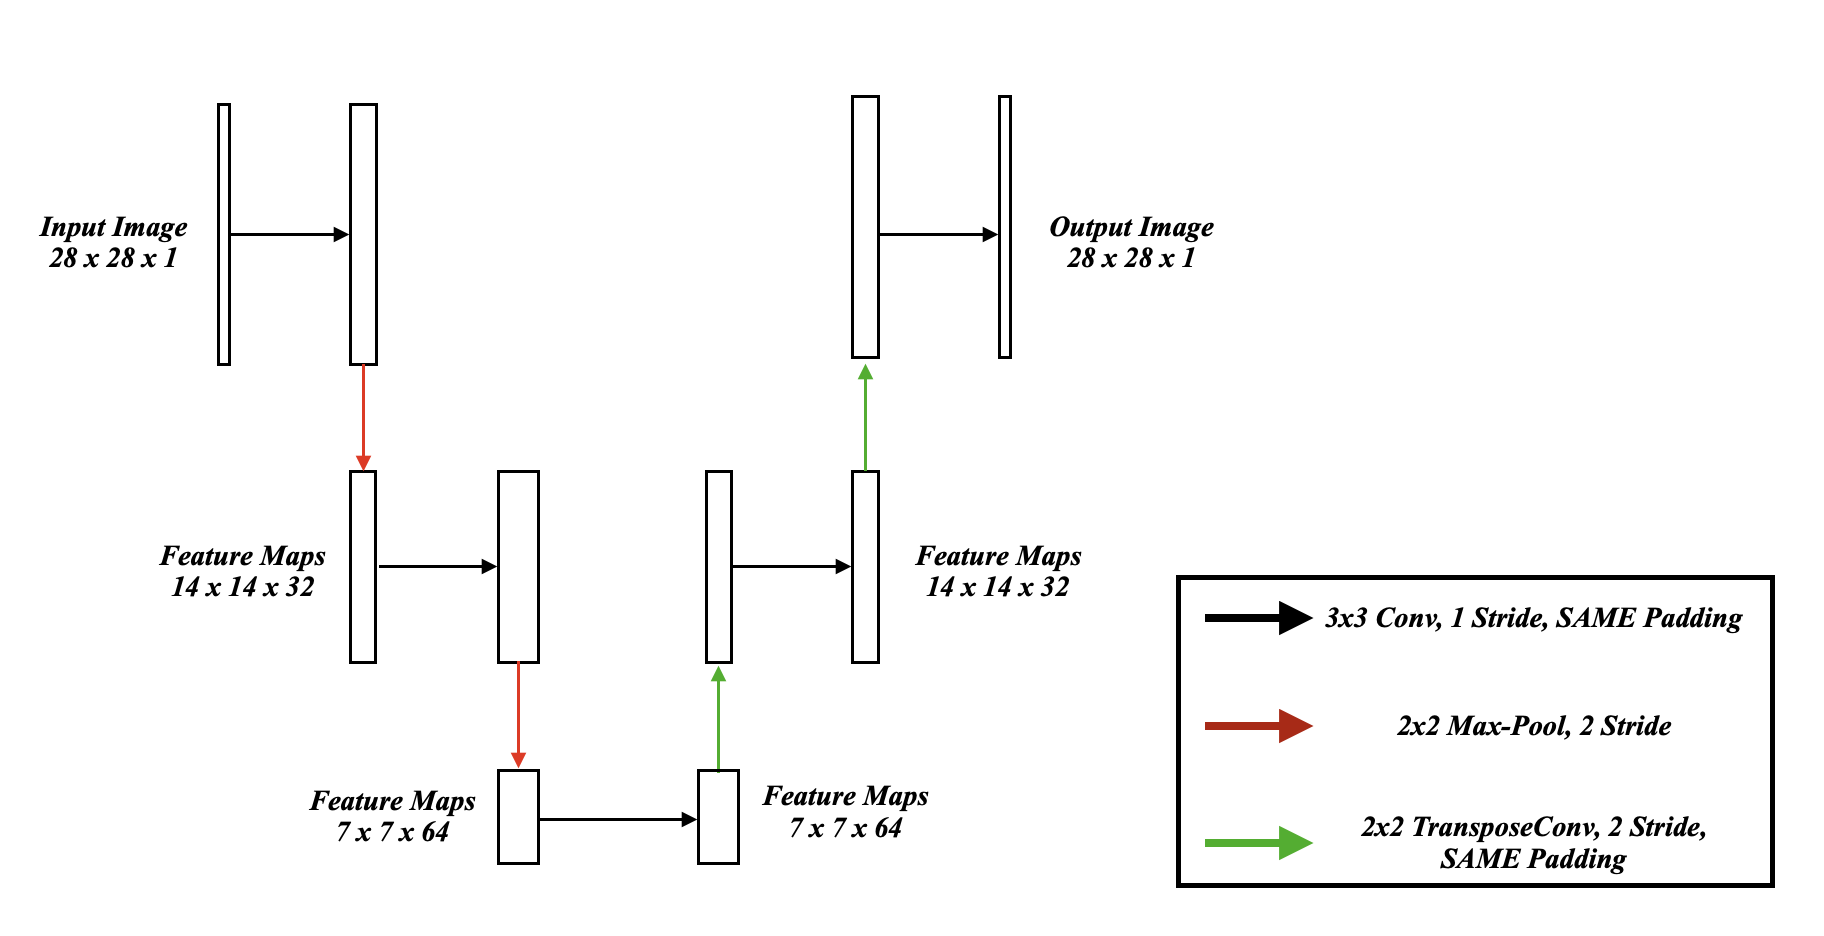 Input Image
28 x 28 x 1
Output Image
28 x 28 x 1
Feature Maps
14 x 14 x 32
Feature Maps
14 x 14 x 32
Feature Maps
7 x 7 x 64
Feature Maps
7 x 7 x 64
3x3 Conv, 1 Stride, SAME Padding
2x2 Max-Pool, 2 Stride
2x2 TransposeConv, 2 Stride,
SAME Padding